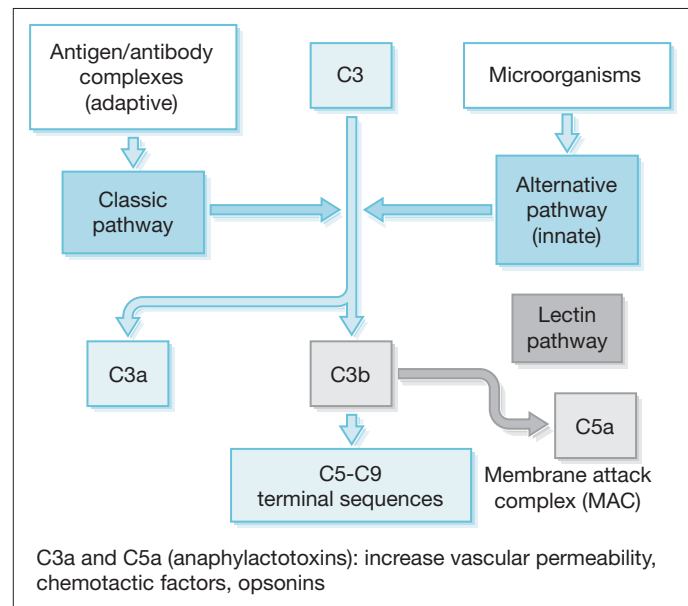 Antigen/antibody
complexes
(adaptive)
C3
Microorganisms
Classic
pathway
Alternative
pathway
(innate)
Lectin
pathway
C3a
C3b
C5a
C5-C9
terminal sequences
Membrane attack
complex (MAC)
C3a and C5a (anaphylactotoxins): increase vascular permeability,
chemotactic factors, opsonins